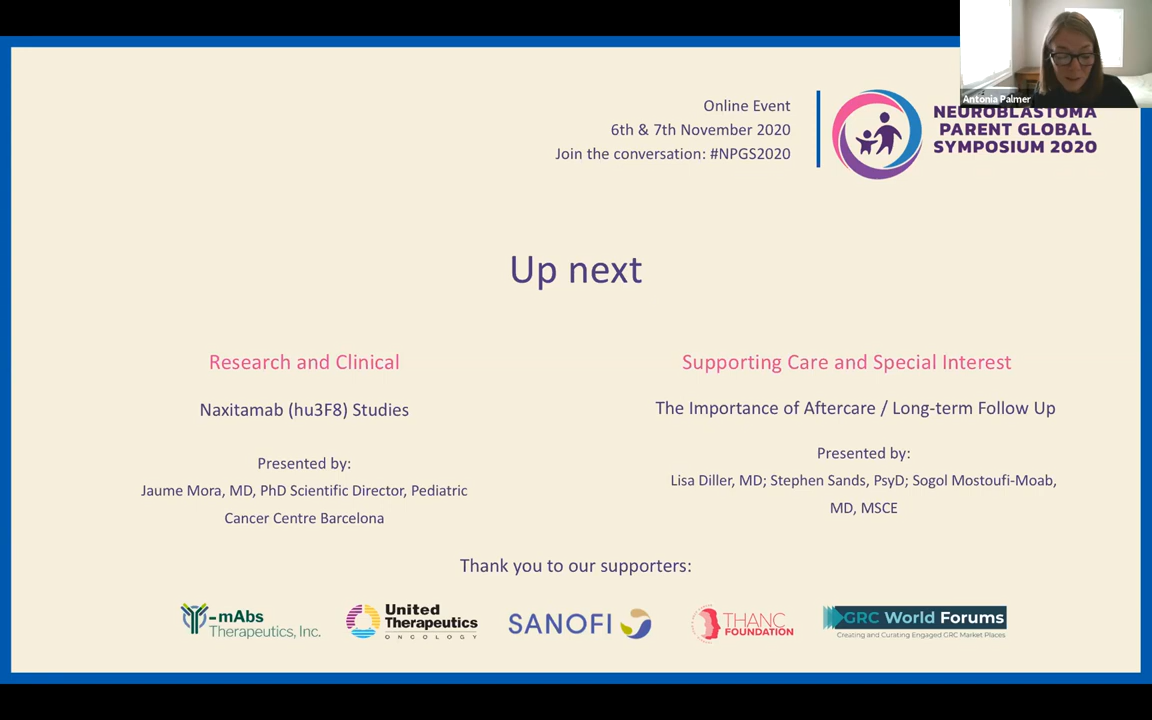 Antonia Palmer
Online Event
6th & 7th November 2020
Join the conversation: #NPGS2020
NEUROBLASTOMA
PARENT GLOBAL
SYMPOSIUM 2020
Up next
Research and Clinical
Naxitamab (hu3F8) Studies
Presented by:
Jaume Mora, MD, PhD Scientific Director, Pediatric
Cancer Centre Barcelona
Supporting Care and Special Interest
The Importance of Aftercare / Long-term Follow Up
Presented by:
Lisa Diller, MD; Stephen Sands, PsyD; Sogol Mostoufi-Moab,
MD, MSCE
Thank you to our supporters:
Y-mAbs
Therapeutics, Inc.
United
Therapeutics
ONCOLOGY
SANOFI
THANC
FOUNDATION
GRC World Forums
Creating and Curating Engaged GRC Market Places